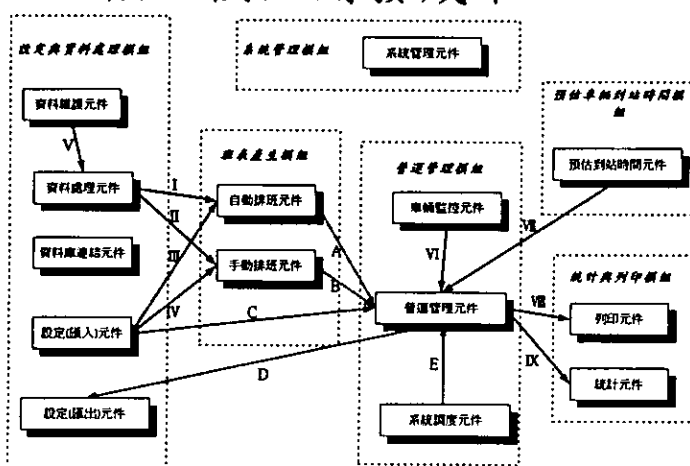 設定與資料處理模組
資料維護元件
V
資料處理元件
資料庫連結元件
設定(匯入)元件
設定(匯出)元件
系統管理模組
系統管理元件
班表產生模組
自動排班元件
手動排班元件
I
II
III
IV
A
B
C
D
營運管理模組
車輛監控元件
VI
營運管理元件
E
系統調度元件
預估車輛到站時間模
組
預估到站時間元件
VII
統計與列印模組
列印元件
統計元件
VIII
IX